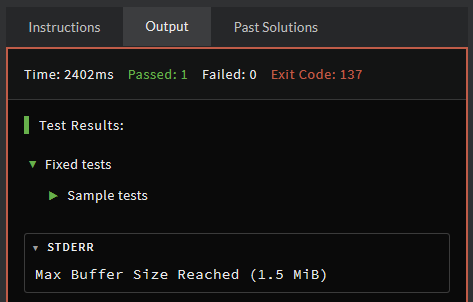 Instructions Output Past Solutions
Time: 2402ms Passed: 1 Failed: 0 Exit Code: 137
Test Results:
Fixed tests
Sample tests
STDERR
Max Buffer Size Reached (1.5 MiB)